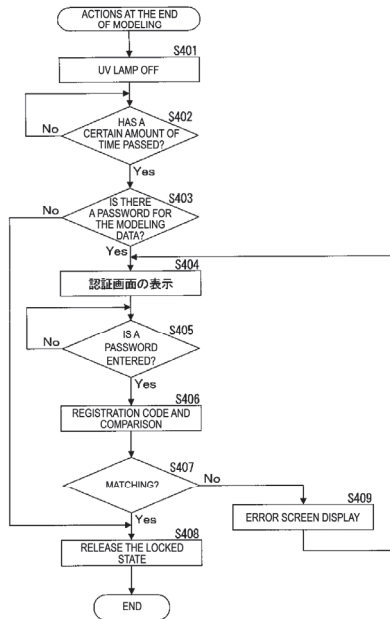 ACTIONS AT THE END
OF MODELING
S401
UV LAMP OFF
S402
HAS A
CERTAIN AMOUNT OF
TIME PASSED?
No
Yes
S403
IS THERE
A PASSWORD FOR
THE MODELING
DATA?
No
Yes
S404
認証画面の表示
S405
IS A
PASSWORD
ENTERED?
No
Yes
S406
REGISTRATION CODE AND
COMPARISON
S407
MATCHING?
No
Yes
S409
ERROR SCREEN DISPLAY
S408
RELEASE THE LOCKED
STATE
END